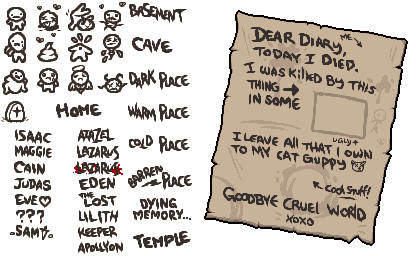 BASEMENT
CAVE
DARK PLACE
HOME
WARM PLACE
ISAAC
MAGGIE
CAIN
JUDAS
EVE♡
???
-SAM-
AZAZEL
LAZARUS
LAZARUS
EDEN
THE
LOST
LILITH
KEEPER
APOLLYON
COLD PLACE
BARREN
PLACE
DYING
MEMORY...
TEMPLE
DEAR DIARY,
ME
TODAY I DIED.
I WAS KILLED BY THIS
THING →
IN SOME
UGLY↑
I LEAVE ALL THAT I OWN
TO MY CAT GUPPY
COOL STUFF!
GOODBYE CRUEL WORLD
XOXO